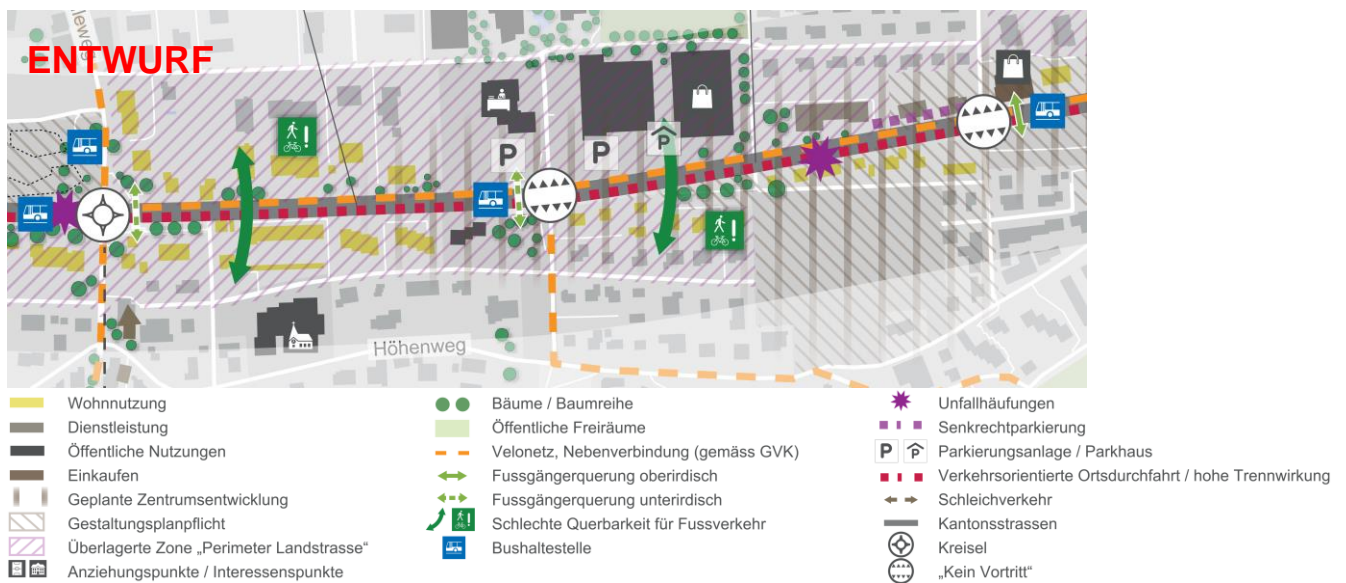 ENTWURF
P
P
P
Höhenweg
Wohnnutzung
Dienstleistung
Öffentliche Nutzungen
Einkaufen
Geplante Zentrumsentwicklung
Gestaltungsplanpflicht
Überlagerte Zone „Perimeter Landstrasse“
Anziehungspunkte / Interessenspunkte
Bäume / Baumreihe
Öffentliche Freiräume
Velonetz, Nebenverbindung (gemäss GVK)
Fussgängerquerung oberirdisch
Fussgängerquerung unterirdisch
Schlechte Querbarkeit für Fussverkehr
Bushaltestelle
Unfallhäufungen
Senkrechtparkierung
P P Parkierungsanlage / Parkhaus
Verkehrsorientierte Ortsdurchfahrt / hohe Trennwirkung
Schleichverkehr
Kantonsstrassen
Kreisel
„Kein Vortritt“